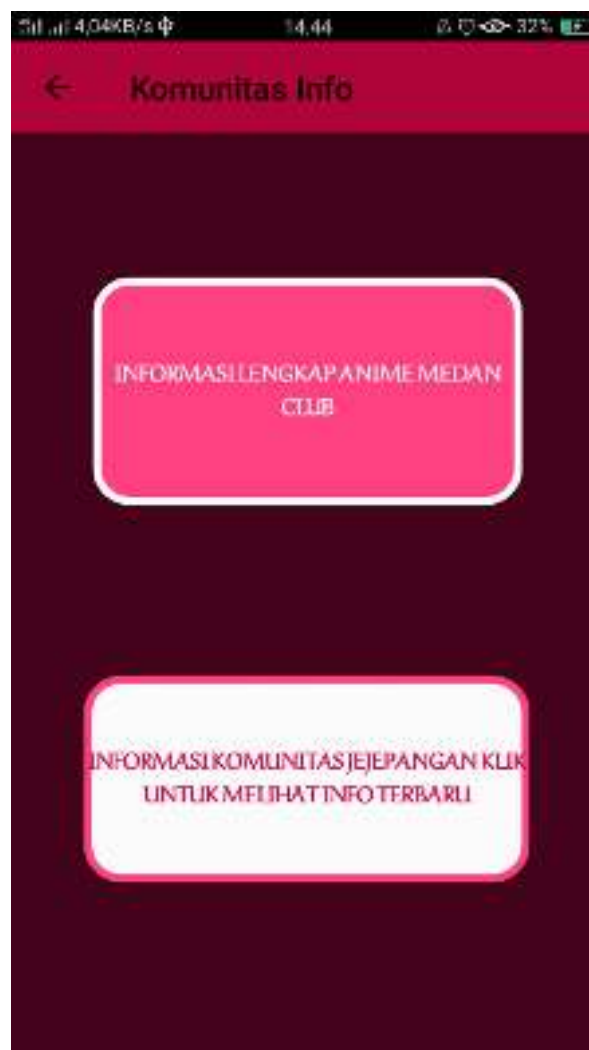 4,04KB/s 14.44 32%
Komunitas Info
INFORMASI LENGKAP ANIME MEDAN
CLUB
INFORMASI KOMUNITAS JEJEPANGAN KLIK
UNTUK MELIHAT INFO TERBARU